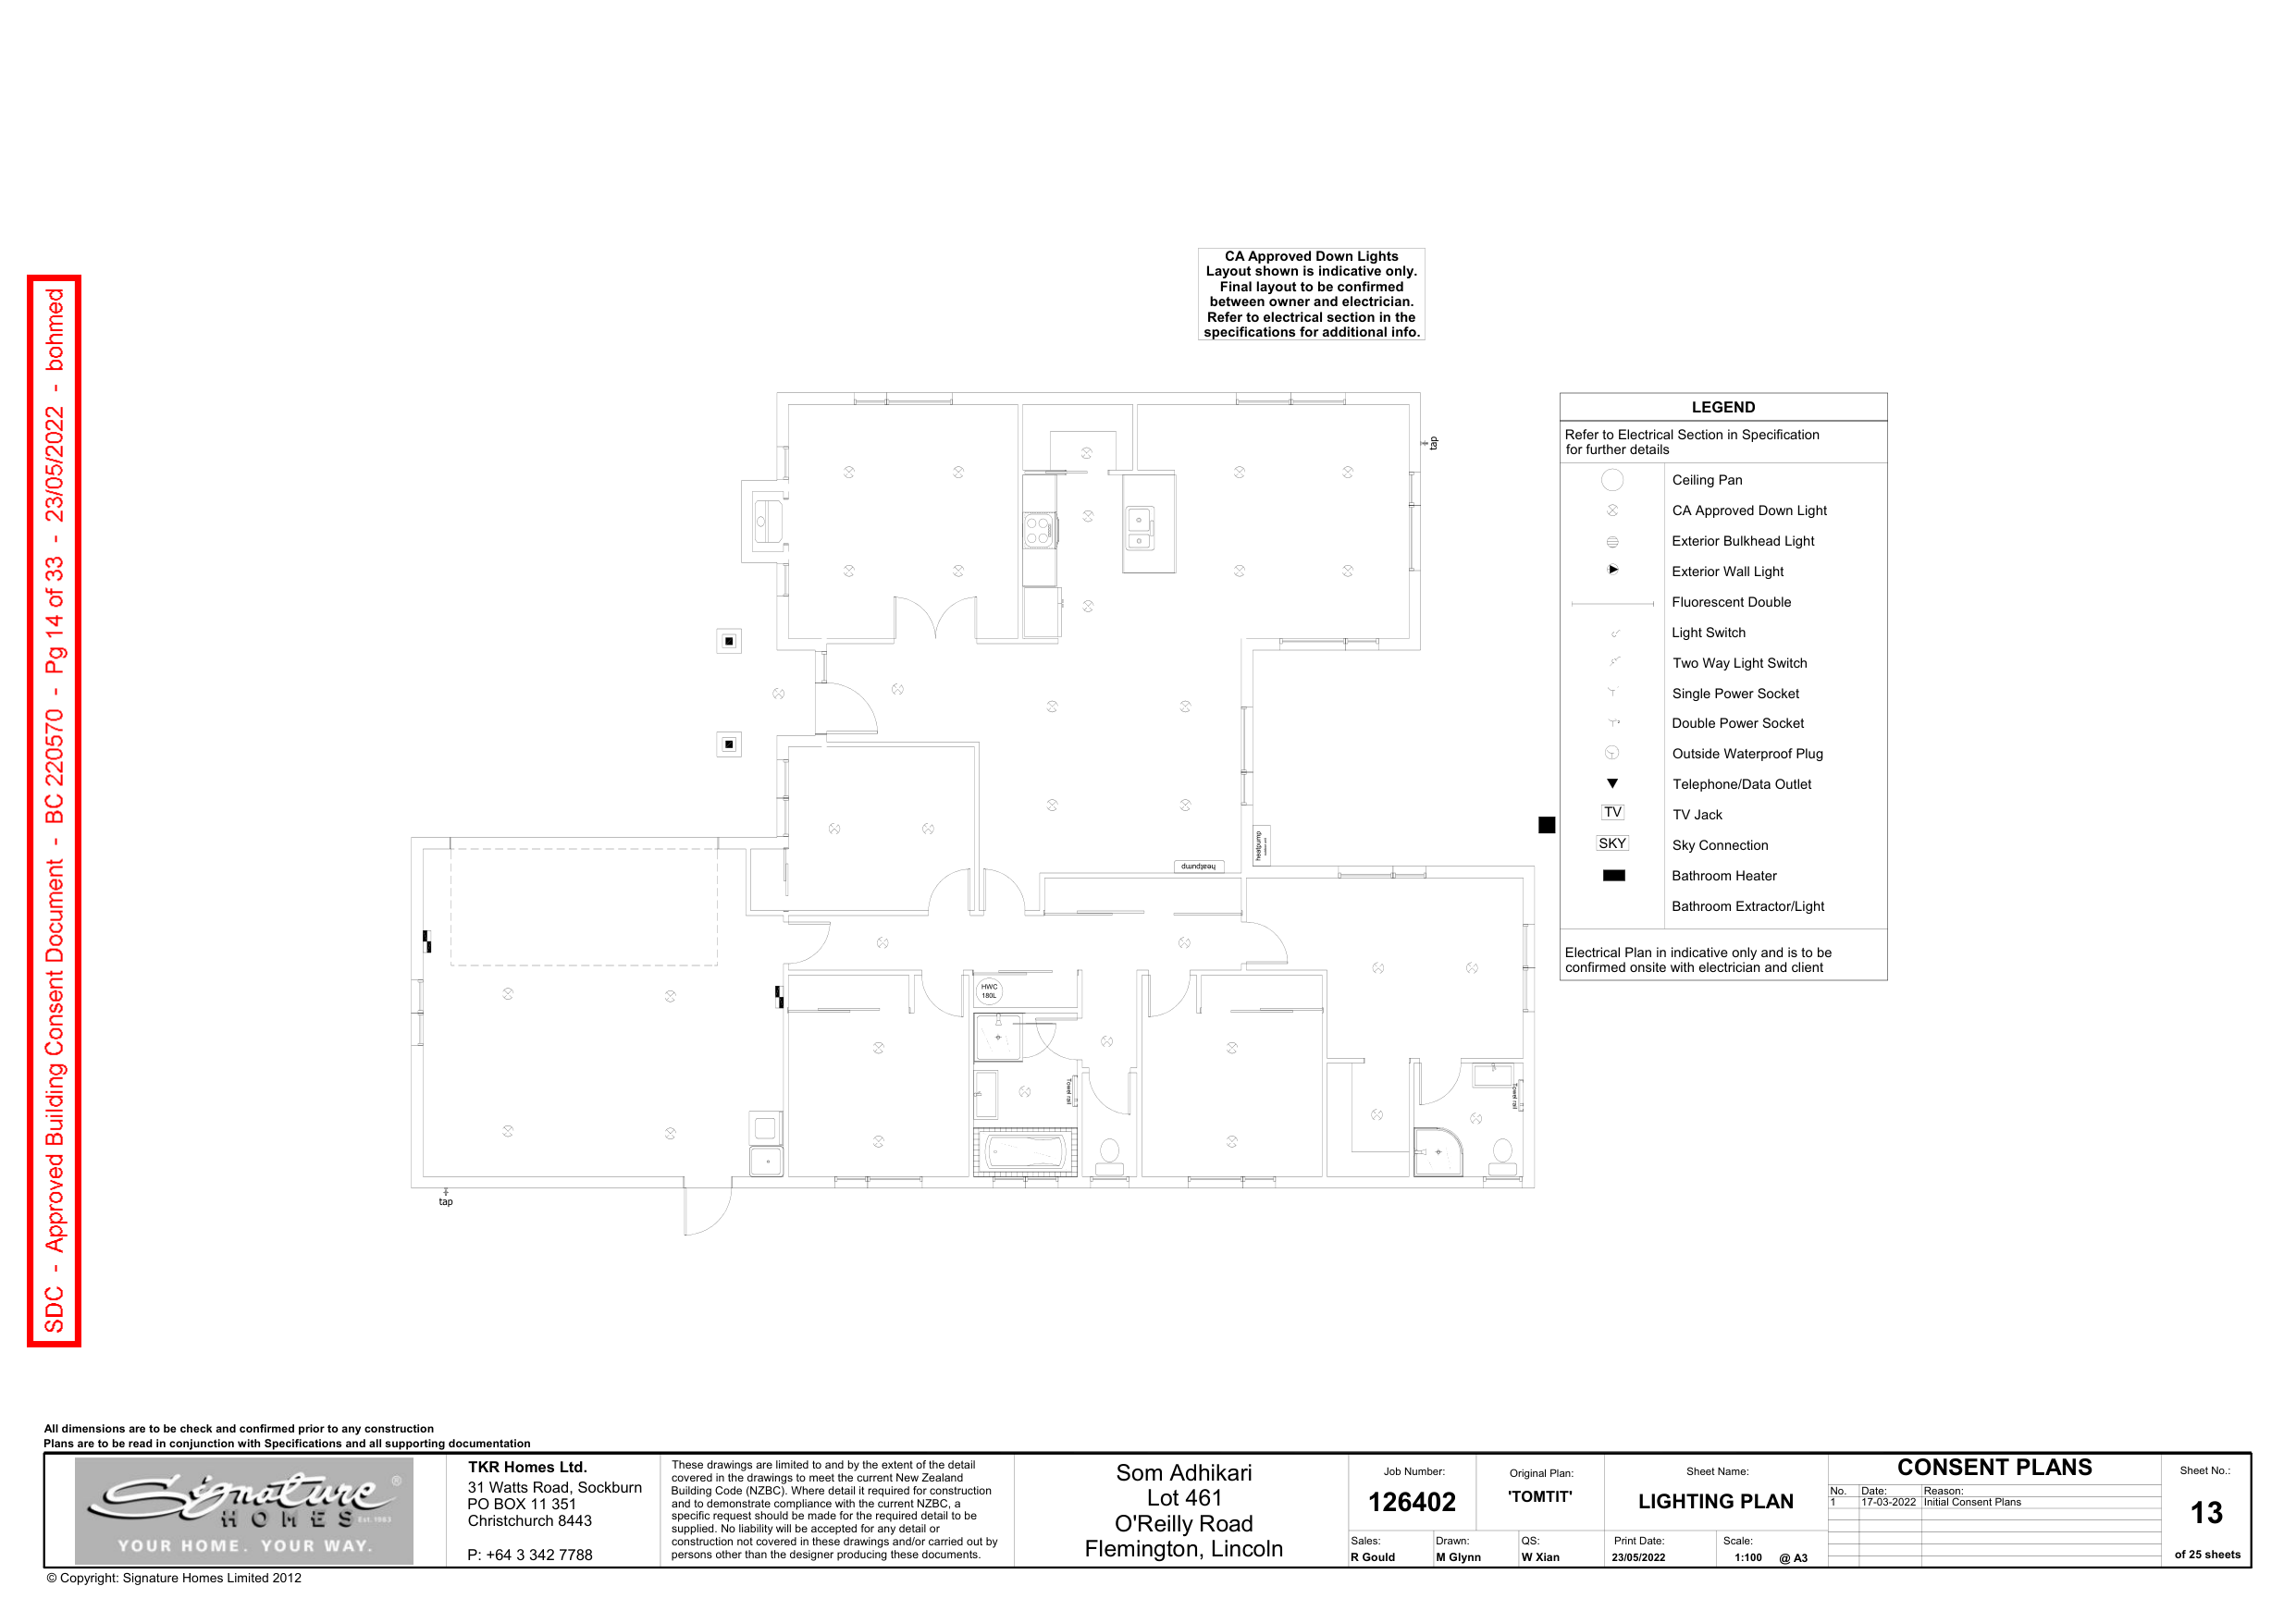 CA Approved Down Lights
Layout shown is indicative only.
Final layout to be confirmed
between owner and electrician.
Refer to electrical section in the
specifications for additional info.
SDC - Approved Building Consent Document - BC 220570 - Pg 14 of 33 - 23/05/2022 - bohmed
tap
LEGEND
Refer to Electrical Section in Specification
for further details
Ceiling Pan
CA Approved Down Light
Exterior Bulkhead Light
Exterior Wall Light
Fluorescent Double
Light Switch
Two Way Light Switch
Single Power Socket
Double Power Socket
Outside Waterproof Plug
Telephone/Data Outlet
TV
TV Jack
SKY
Sky Connection
Bathroom Heater
Bathroom Extractor/Light
Electrical Plan in indicative only and is to be
confirmed onsite with electrician and client
heatpump
heatpump
HWC
180L
Towel rail
Towel rail
tap
All dimensions are to be check and confirmed prior to any construction
Plans are to be read in conjunction with Specifications and all supporting documentation
Signature ®
HOMES Est. 1983
YOUR HOME. YOUR WAY.
TKR Homes Ltd.
31 Watts Road, Sockburn
PO BOX 11 351
Christchurch 8443
P: +64 3 342 7788
These drawings are limited to and by the extent of the detail
covered in the drawings to meet the current New Zealand
Building Code (NZBC). Where detail it required for construction
and to demonstrate compliance with the current NZBC, a
specific request should be made for the required detail to be
supplied. No liability will be accepted for any detail or
construction not covered in these drawings and/or carried out by
persons other than the designer producing these documents.
Som Adhikari
Lot 461
O'Reilly Road
Flemington, Lincoln
Job Number:
126402
Original Plan:
'TOMTIT'
Sheet Name:
LIGHTING PLAN
Sales:
R Gould
Drawn:
M Glynn
QS:
W Xian
Print Date:
23/05/2022
Scale:
1:100 @ A3
CONSENT PLANS
No. Date: Reason:
1 17-03-2022 Initial Consent Plans
Sheet No.:
13
of 25 sheets
© Copyright: Signature Homes Limited 2012